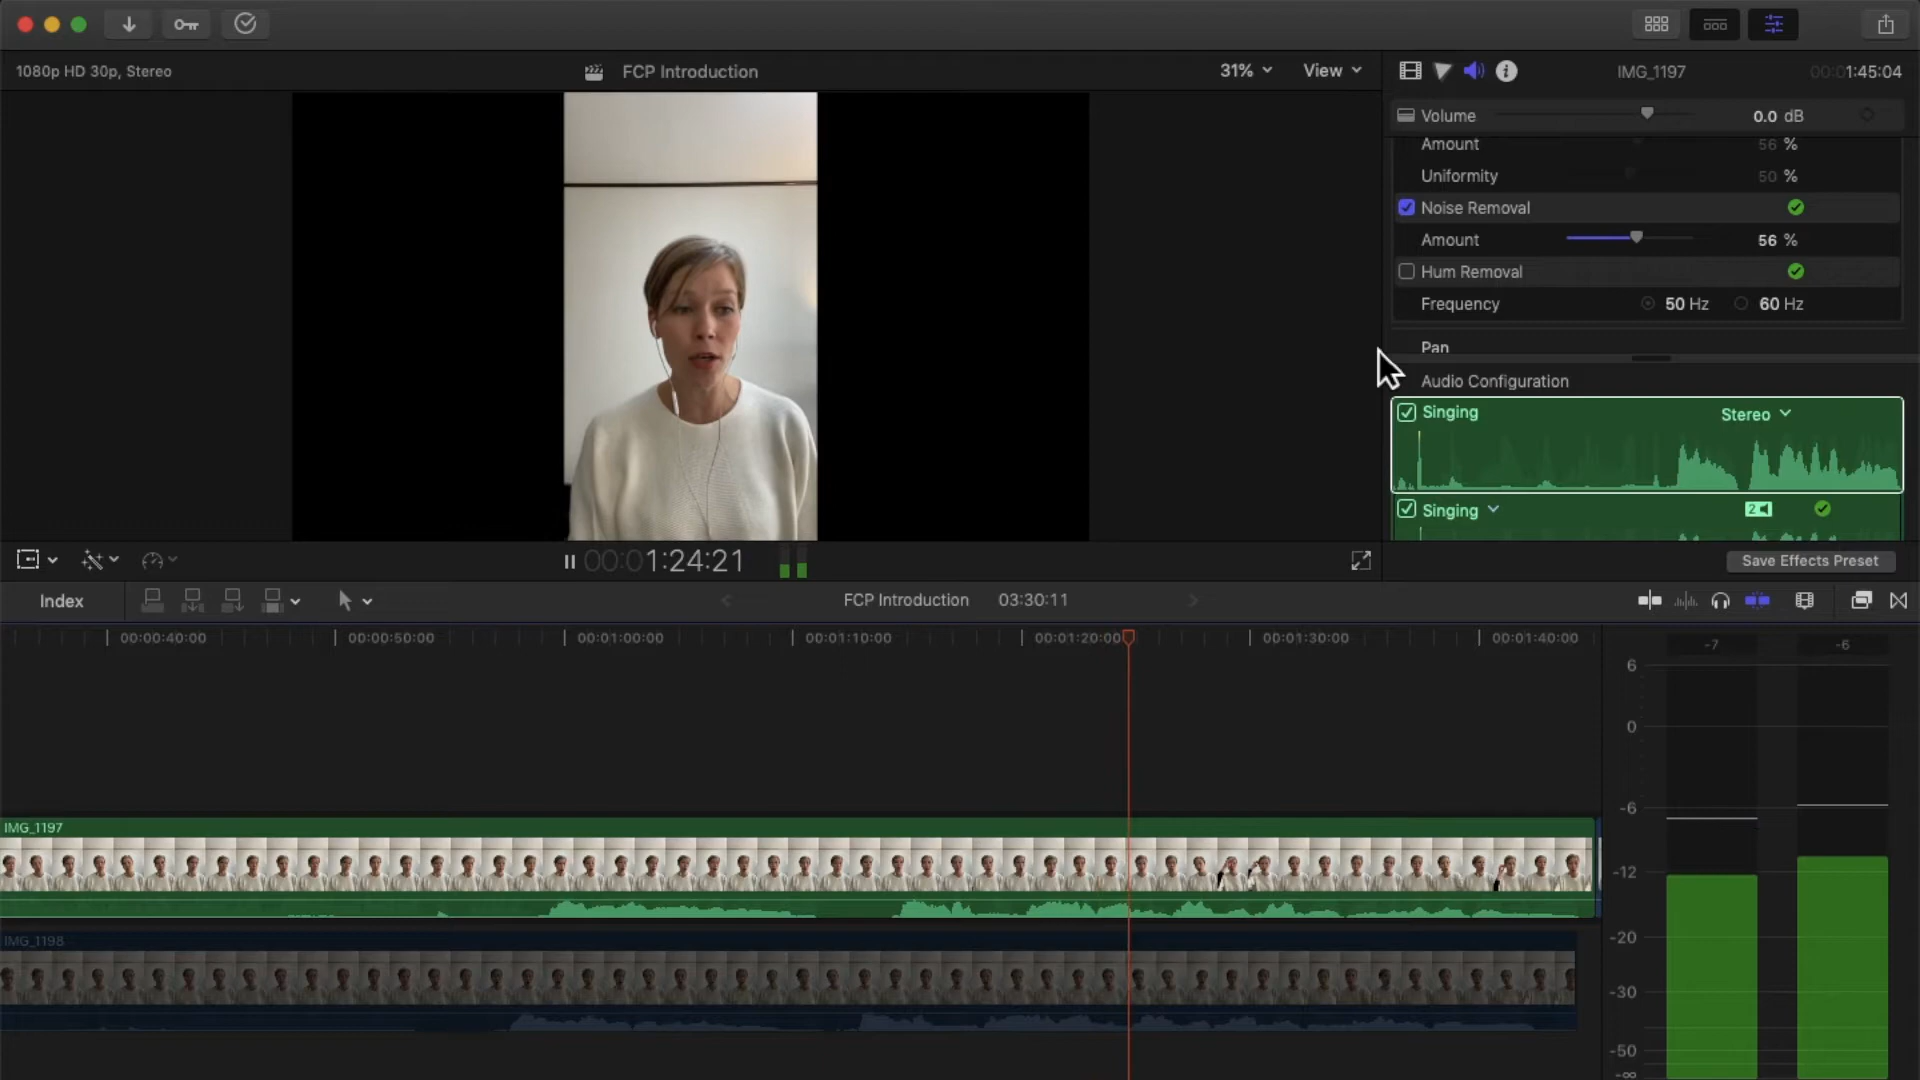 1080p HD 30p, Stereo
FCP Introduction
31%
View
IMG_1197
00:01:45:04
Volume
0.0 dB
Amount
56 %
Uniformity
50 %
Noise Removal
Amount
56 %
Hum Removal
Frequency
50 Hz
60 Hz
Pan
Audio Configuration
Singing
Stereo
Singing
2
00:01:24:21
Save Effects Preset
Index
FCP Introduction
03:30:11
00:00:40:00
00:00:50:00
00:01:00:00
00:01:10:00
00:01:20:00
00:01:30:00
00:01:40:00
-7
-6
6
0
-6
-12
-20
-30
-50
-∞
IMG_1197
IMG_1198